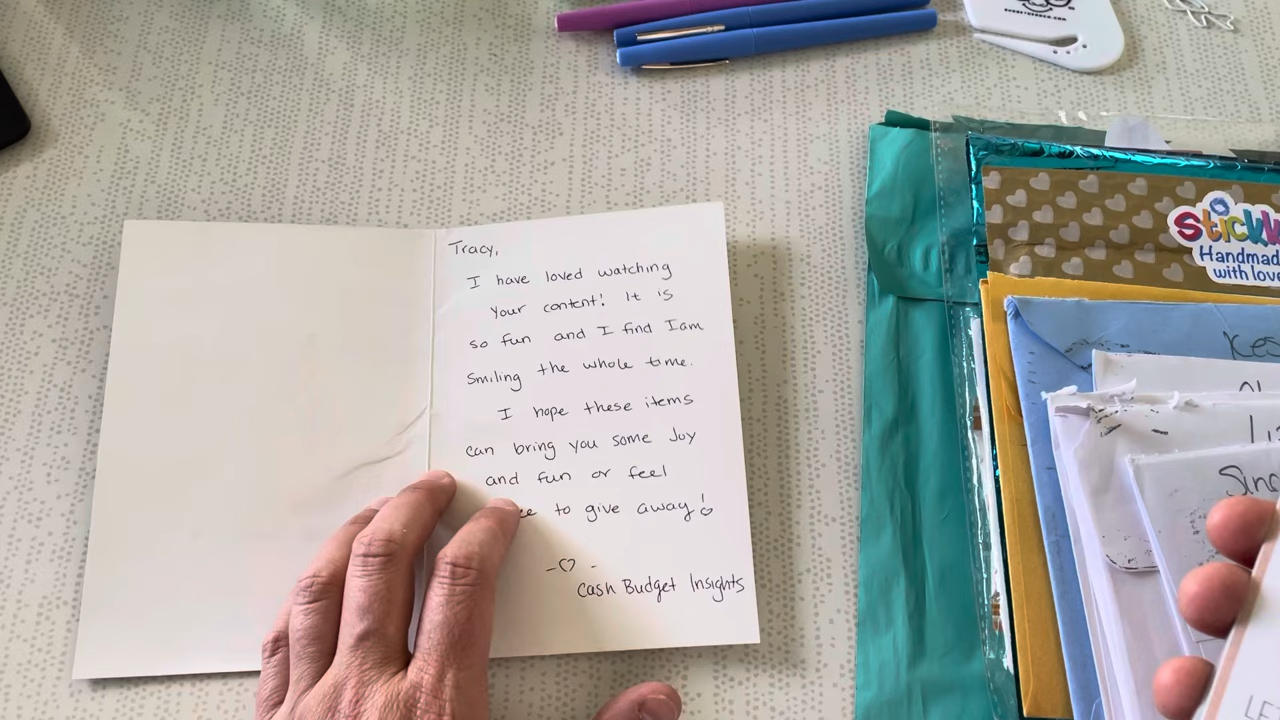 Tracy,
I have loved watching
your content! It is
so fun and I find I am
smiling the whole time.
I hope these items
can bring you some Joy
and fun or feel
to give away!
-♡-
Cash Budget Insights
Handmad
with love